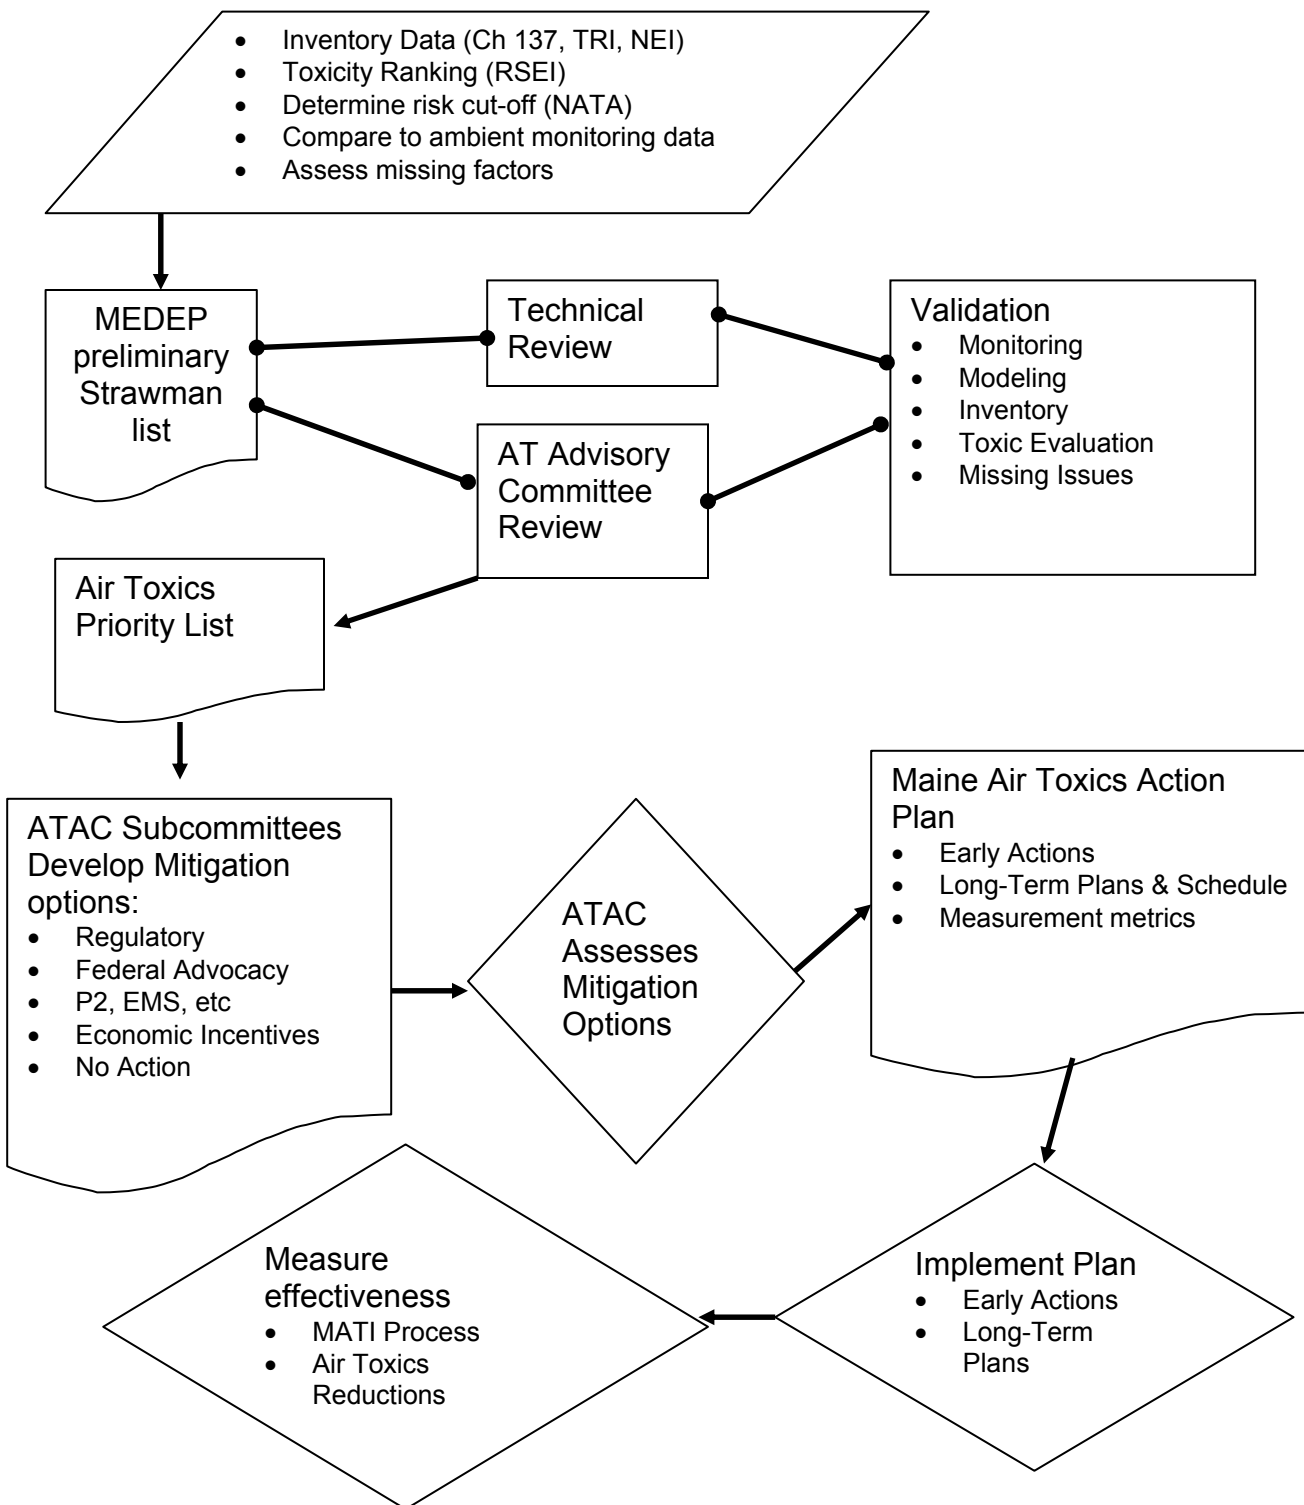 • Inventory Data (Ch 137, TRI, NEI)
• Toxicity Ranking (RSEI)
• Determine risk cut-off (NATA)
• Compare to ambient monitoring data
• Assess missing factors
MEDEP
preliminary
Strawman
list
Technical
Review
Validation
• Monitoring
• Modeling
• Inventory
• Toxic Evaluation
• Missing Issues
AT Advisory
Committee
Review
Air Toxics
Priority List
ATAC Subcommittees
Develop Mitigation
options:
• Regulatory
• Federal Advocacy
• P2, EMS, etc
• Economic Incentives
• No Action
ATAC
Assesses
Mitigation
Options
Maine Air Toxics Action
Plan
• Early Actions
• Long-Term Plans & Schedule
• Measurement metrics
Implement Plan
• Early Actions
• Long-Term
Plans
Measure
effectiveness
• MATI Process
• Air Toxics
Reductions